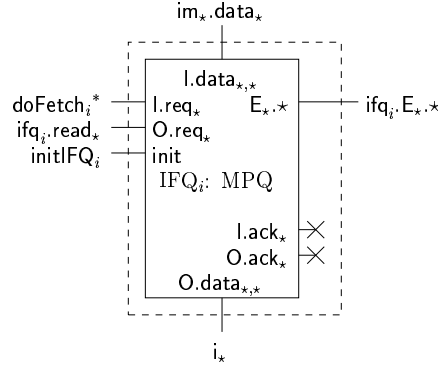 im⋆.data⋆
I.data⋆,⋆
doFetchᵢ* I.req⋆ E⋆.⋆ ifqᵢ.E⋆.⋆
ifqᵢ.read⋆ O.req⋆
initIFQᵢ init
IFQᵢ: MPQ
I.ack⋆
O.ack⋆
O.data⋆,⋆
i⋆